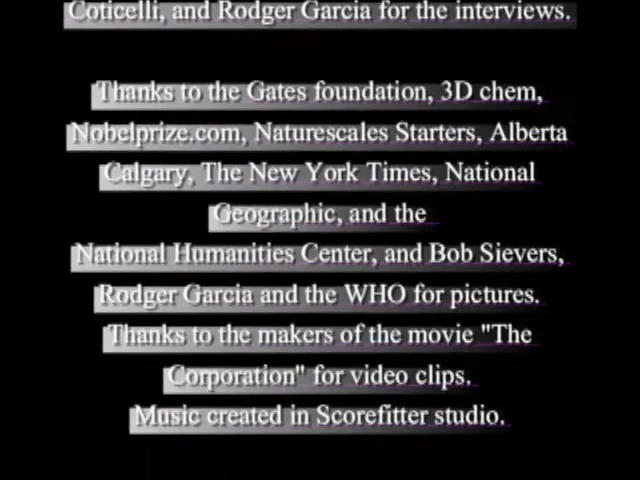 Coticelli, and Rodger Garcia for the interviews.
Thanks to the Gates foundation, 3D chem,
Nobelprize.com, Naturescales Starters, Alberta
Calgary, The New York Times, National
Geographic, and the
National Humanities Center, and Bob Sievers,
Rodger Garcia and the WHO for pictures.
Thanks to the makers of the movie "The
Corporation" for video clips.
Music created in Scorefitter studio.